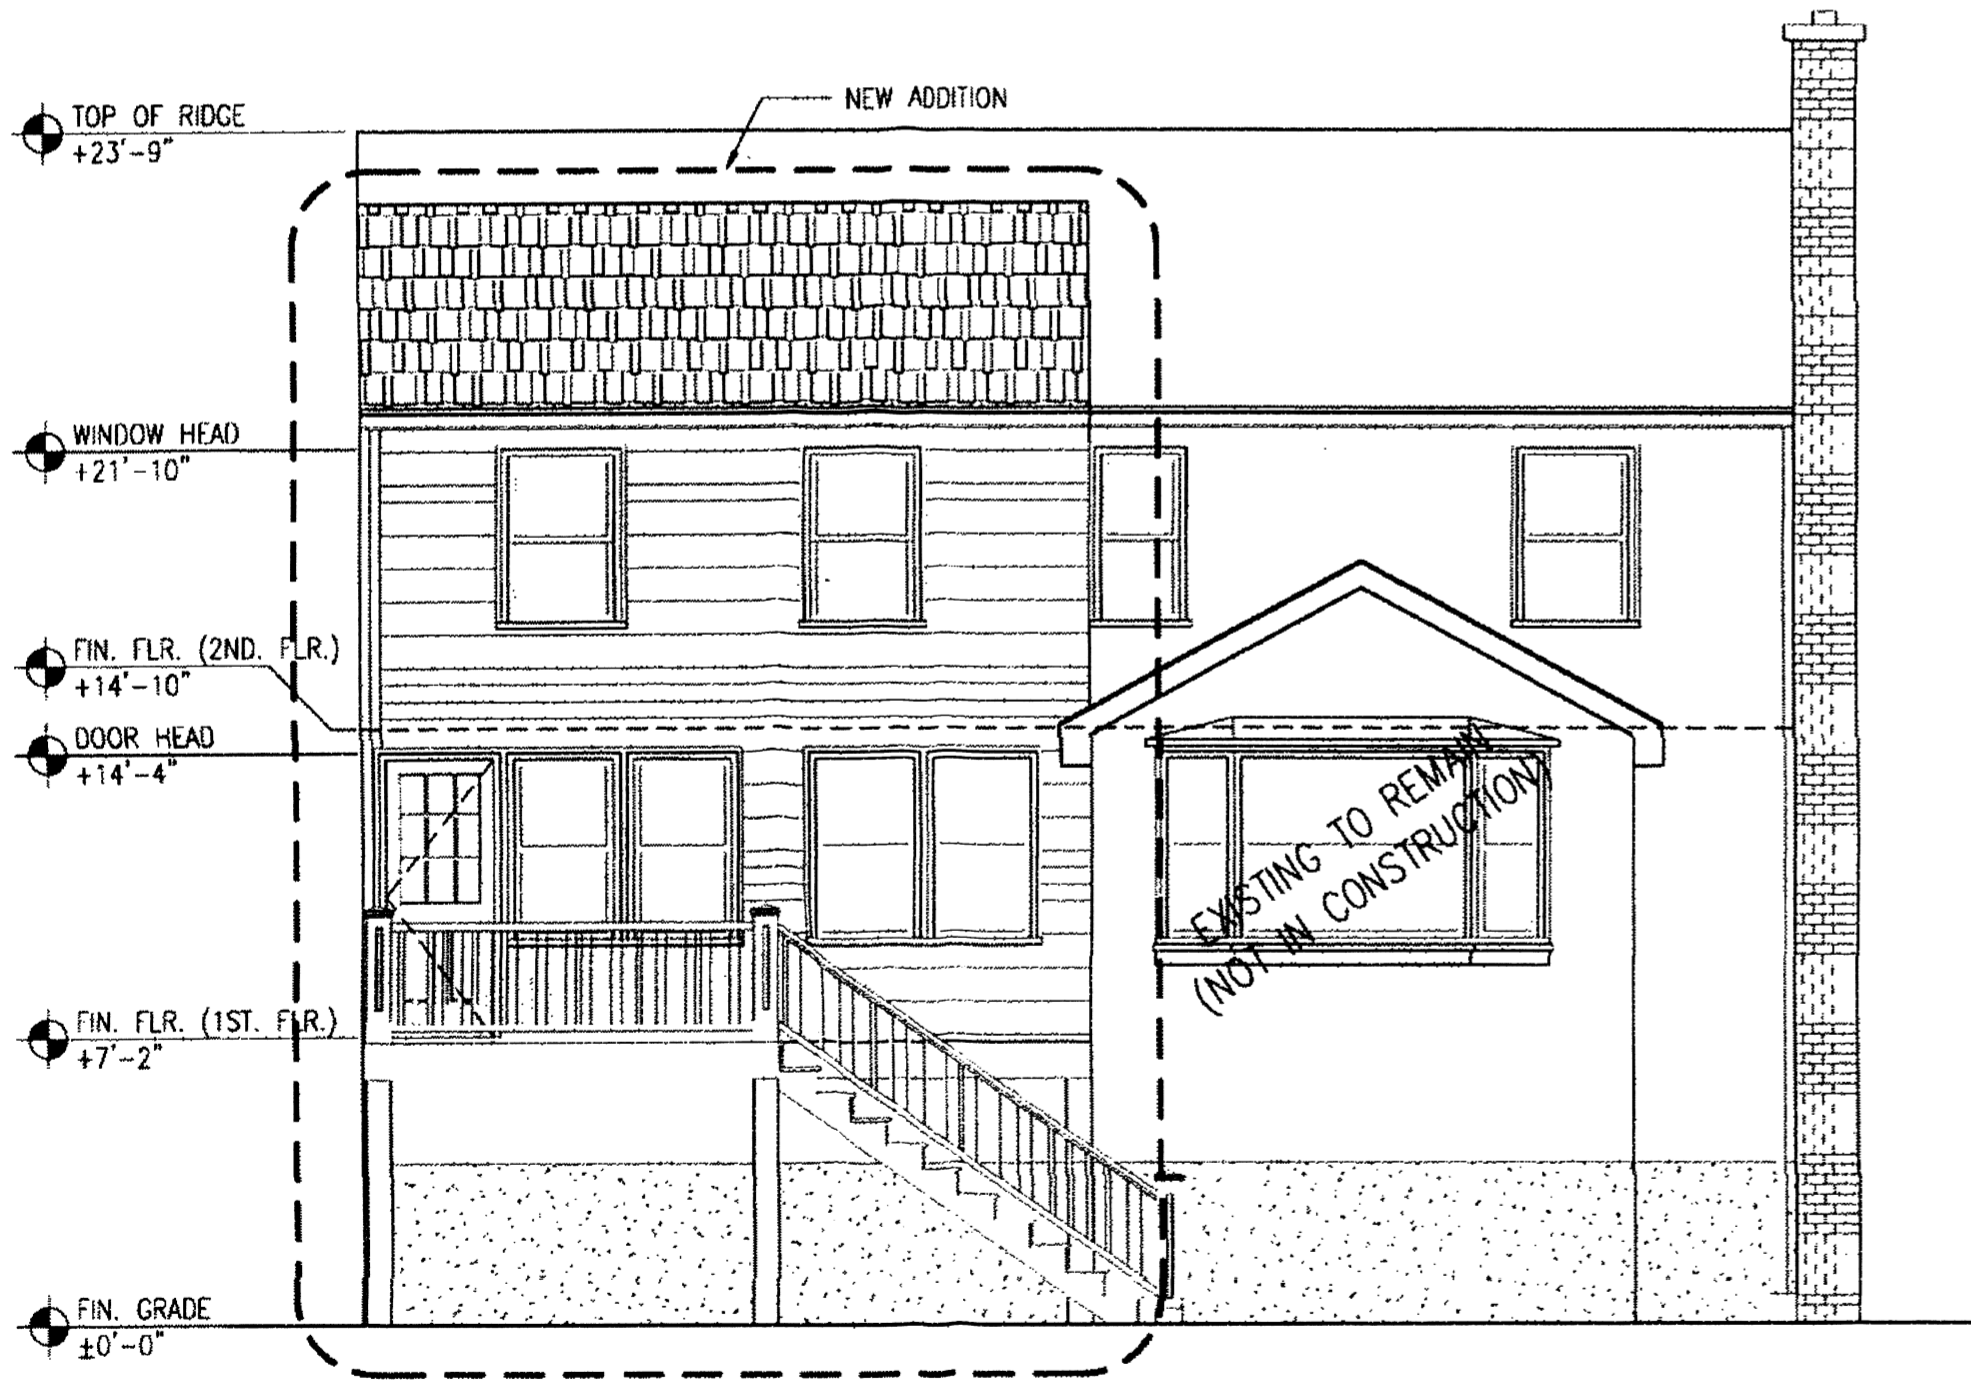 NEW ADDITION
TOP OF RIDGE
+23'-9"
WINDOW HEAD
+21'-10"
FIN. FLR. (2ND. FLR.)
+14'-10"
DOOR HEAD
+14'-4"
EXISTING TO REMAIN
(NOT IN CONSTRUCTION)
FIN. FLR. (1ST. FLR.)
+7'-2"
FIN. GRADE
±0'-0"